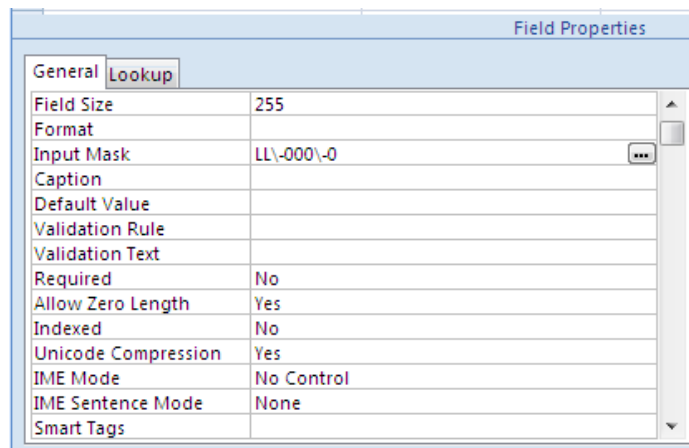 Field Properties
General Lookup
Field Size 255
Format
Input Mask LL\-000\-0
Caption
Default Value
Validation Rule
Validation Text
Required No
Allow Zero Length Yes
Indexed No
Unicode Compression Yes
IME Mode No Control
IME Sentence Mode None
Smart Tags